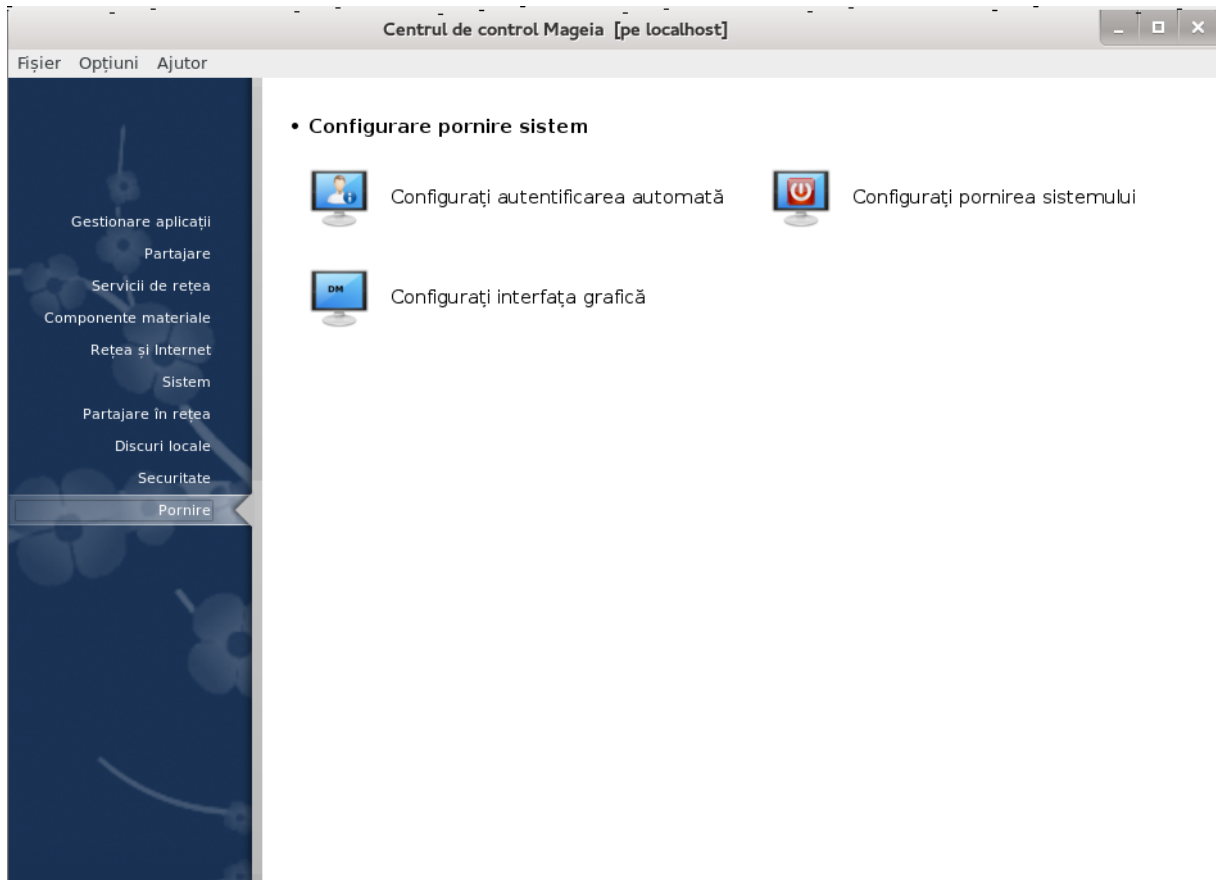 Centrul de control Mageia [pe localhost]
Fișier Opțiuni Ajutor
Gestionare aplicații
Partajare
Servicii de rețea
Componente materiale
Rețea și Internet
Sistem
Partajare în rețea
Discuri locale
Securitate
Pornire
• Configurare pornire sistem
Configurați autentificarea automată
Configurați pornirea sistemului
DM
Configurați interfața grafică